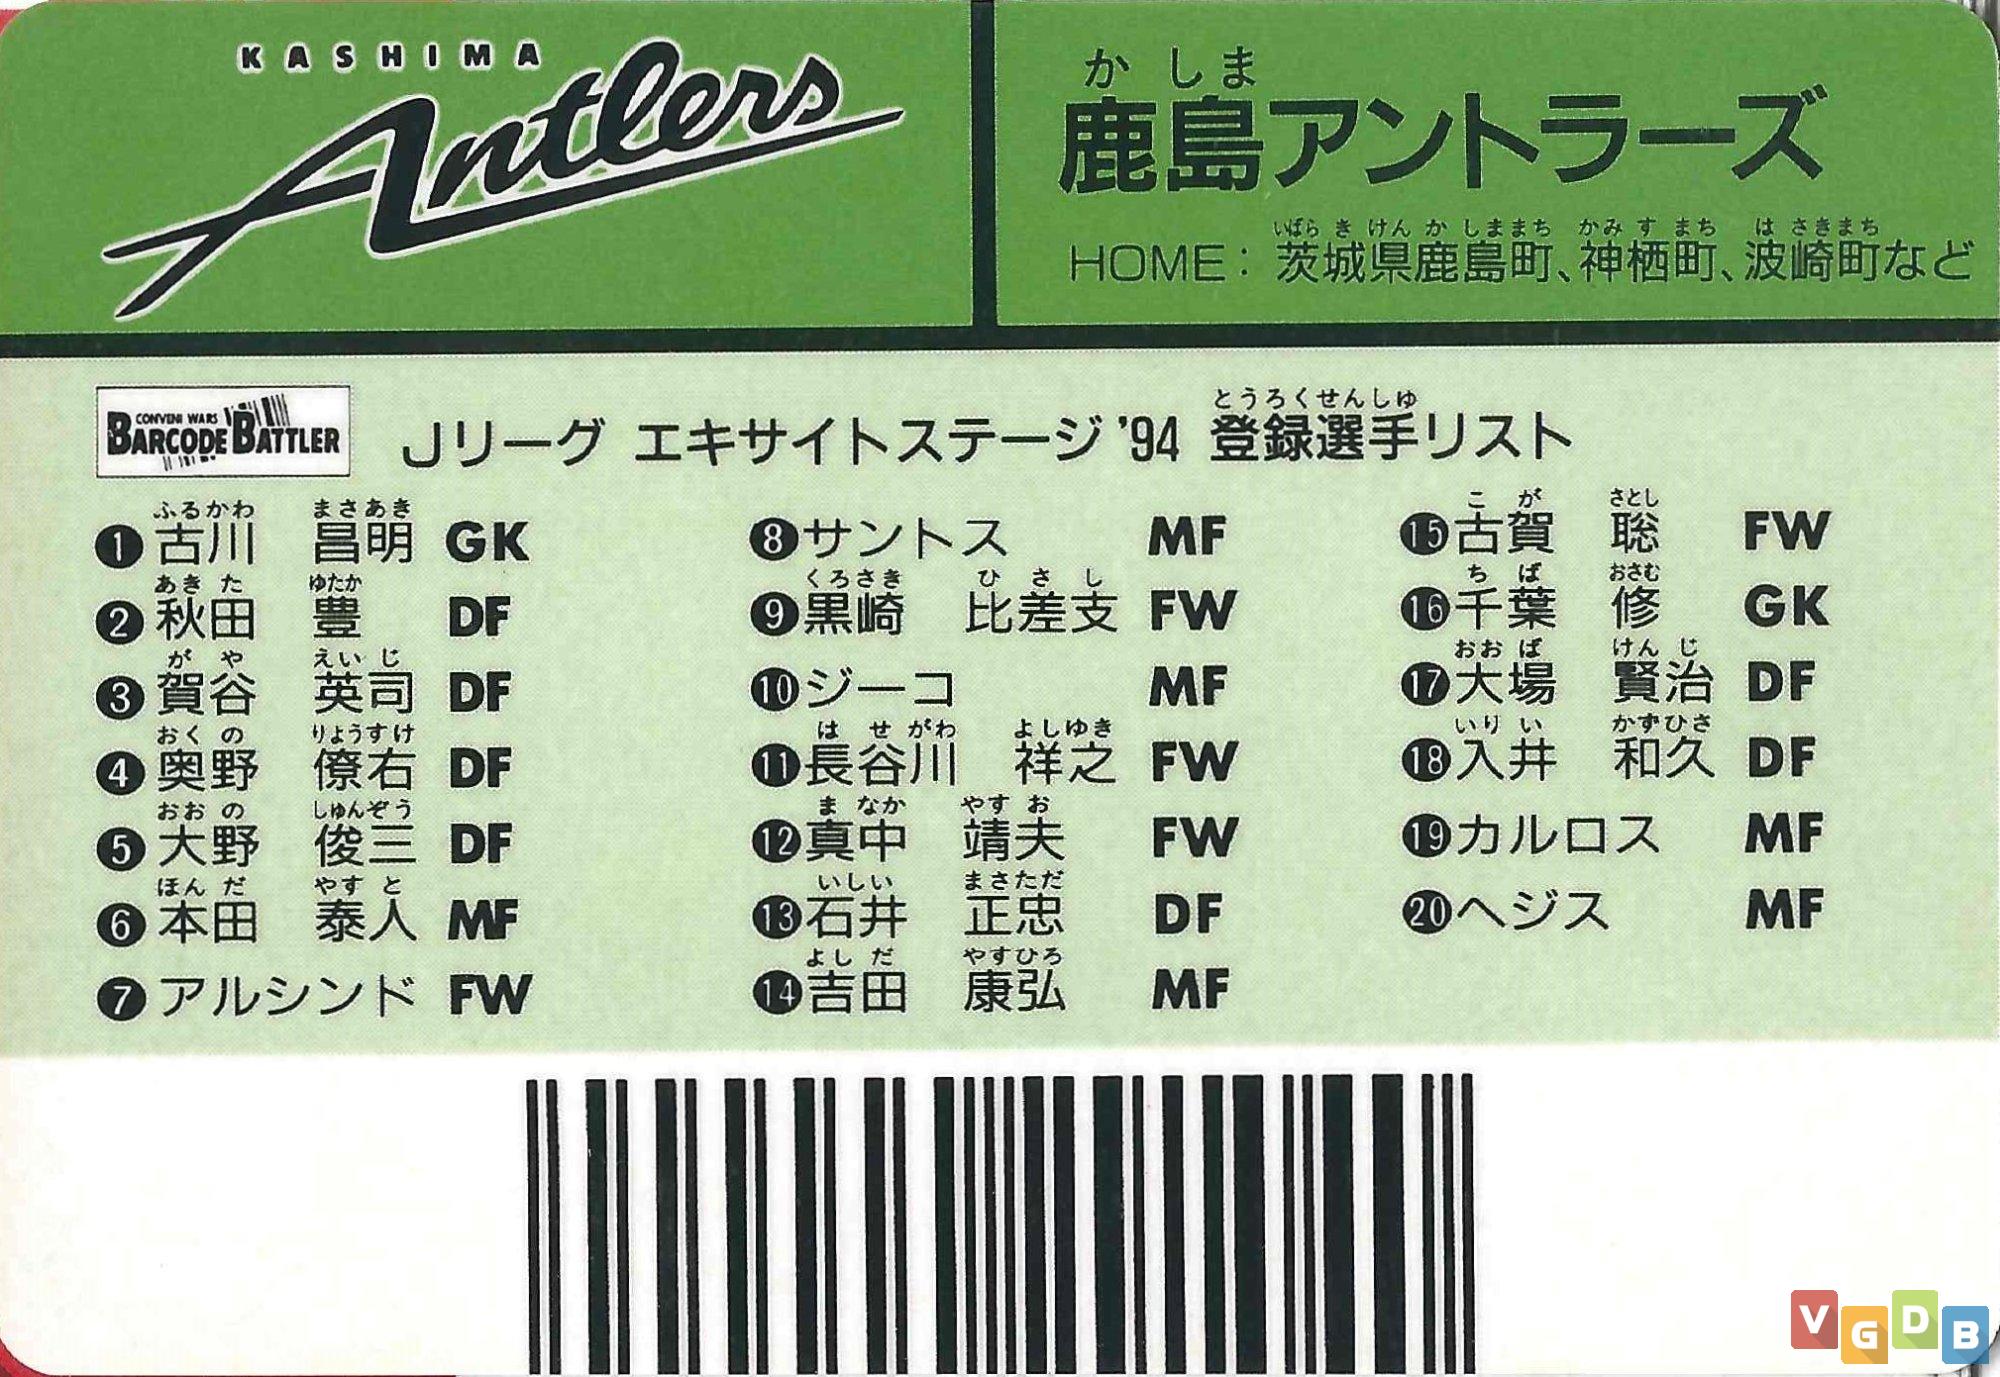 KASHIMA
Antlers
かしま
鹿島アントラーズ
いばらきけんかしままち かみすまち はさきまち
HOME：茨城県鹿島町、神栖町、波崎町など
CONVENI WARS
BARCODE BATTLER
Jリーグ エキサイトステージ'94 登録選手リスト
とうろくせんしゅ
ふるかわ まさあき
❶古川 昌明 GK
あきた ゆたか
❷秋田 豊 DF
がや えいじ
❸賀谷 英司 DF
おくの りょうすけ
❹奥野 僚右 DF
おおの しゅんぞう
❺大野 俊三 DF
ほんだ やすと
❻本田 泰人 MF
❼アルシンド FW
❽サントス MF
くろさき ひさし
❾黒崎 比差支 FW
❿ジーコ MF
はせがわ よしゆき
⓫長谷川 祥之 FW
まなか やすお
⓬真中 靖夫 FW
いしい まさただ
⓭石井 正忠 DF
よしだ やすひろ
⓮吉田 康弘 MF
こが さとし
⓯古賀 聡 FW
ちば おさむ
⓰千葉 修 GK
おおば けんじ
⓱大場 賢治 DF
いりい かずひさ
⓲入井 和久 DF
⓳カルロス MF
⓴ヘジス MF
VGDB